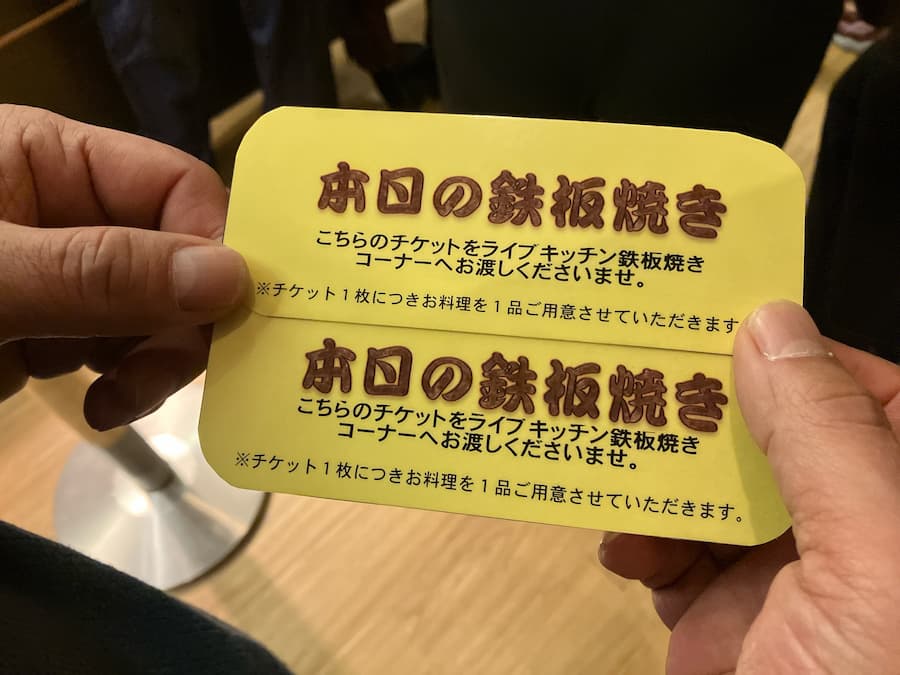 本日の鉄板焼き
こちらのチケットをライブキッチン鉄板焼き
コーナーへお渡しくださいませ。
※チケット1枚につきお料理を1品ご用意させていただきます。
本日の鉄板焼き
こちらのチケットをライブキッチン鉄板焼き
コーナーへお渡しくださいませ。
※チケット1枚につきお料理を1品ご用意させていただきます。